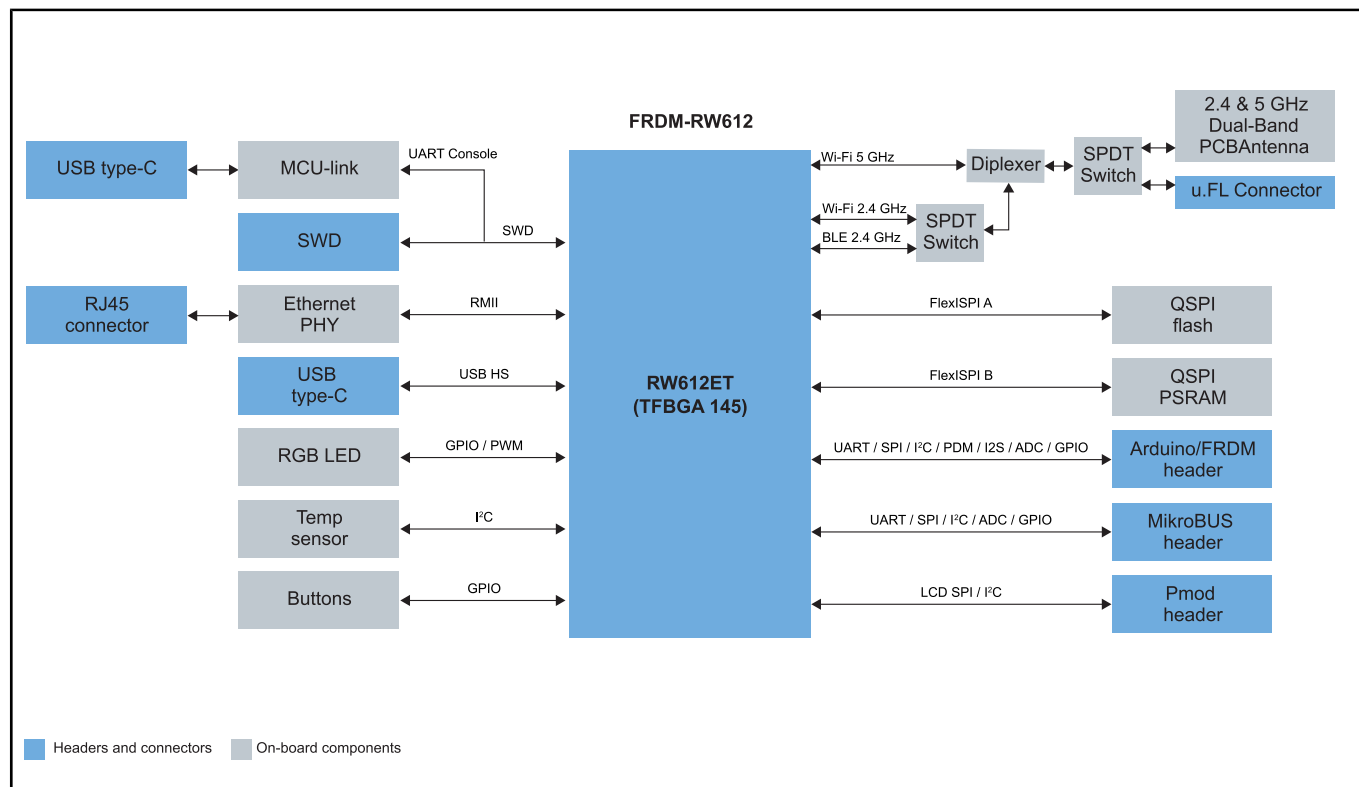 FRDM-RW612
USB type-C
MCU-link
UART Console
SWD
SWD
RJ45
connector
Ethernet
PHY
RMII
USB
type-C
USB HS
RGB LED
GPIO / PWM
Temp
sensor
I²C
Buttons
GPIO
RW612ET
(TFBGA 145)
Wi-Fi 5 GHz
Diplexer
SPDT
Switch
2.4 & 5 GHz
Dual-Band
PCBAntenna
u.FL Connector
Wi-Fi 2.4 GHz
BLE 2.4 GHz
SPDT
Switch
FlexISPI A
QSPI
flash
FlexISPI B
QSPI
PSRAM
UART / SPI / I²C / PDM / I2S / ADC / GPIO
Arduino/FRDM
header
UART / SPI / I²C / ADC / GPIO
MikroBUS
header
LCD SPI / I²C
Pmod
header
Headers and connectors
On-board components